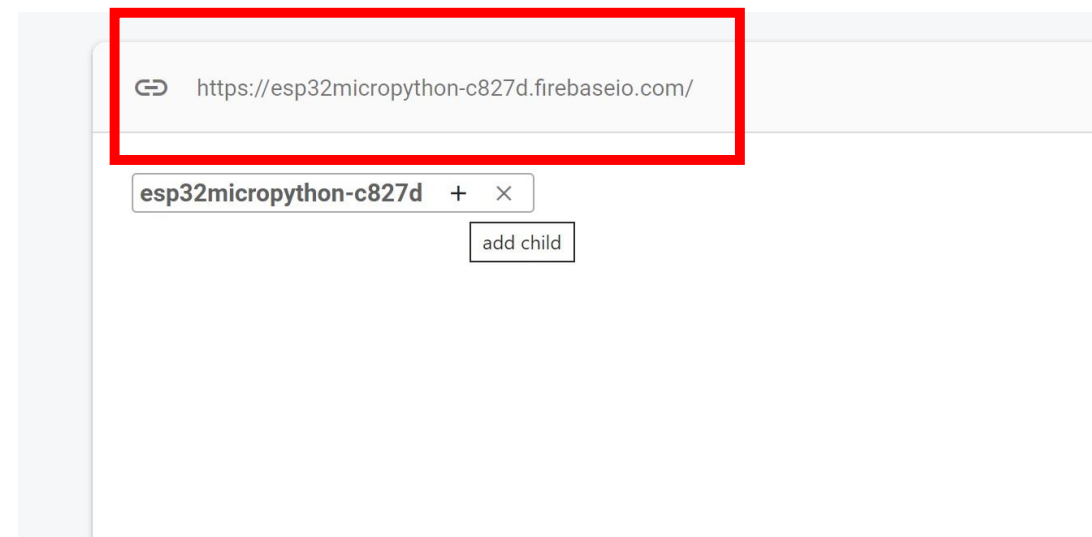 https://esp32micropython-c827d.firebaseio.com/
esp32micropython-c827d + ×
add child